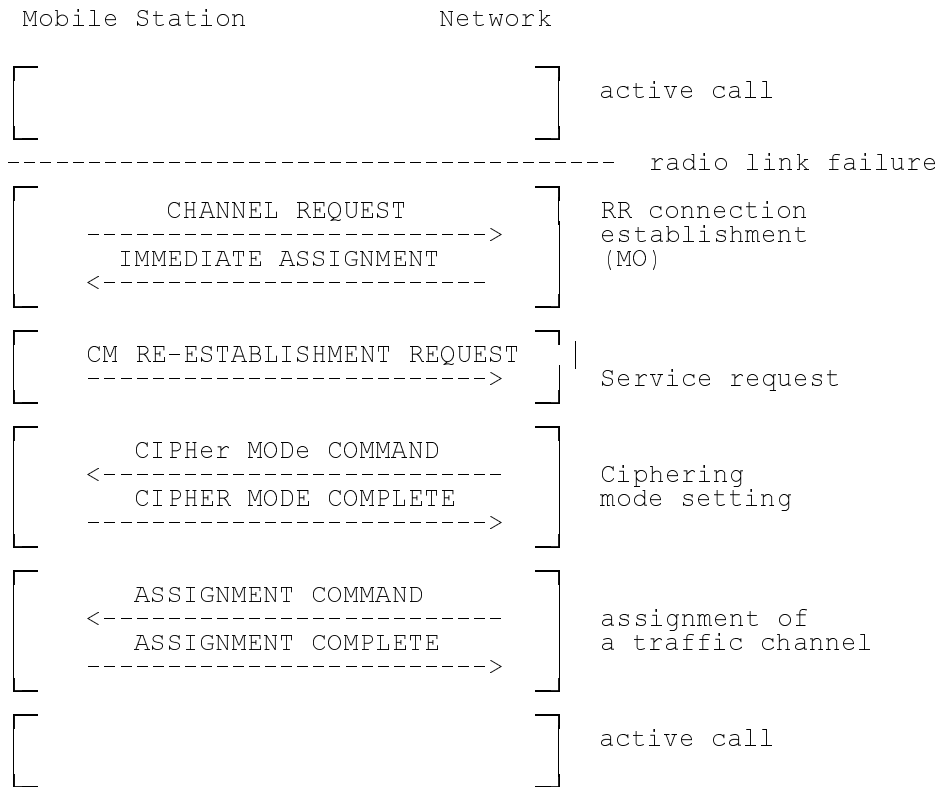 Mobile Station Network
active call
radio link failure
CHANNEL REQUEST RR connection
establishment
IMMEDIATE ASSIGNMENT (MO)
CM RE-ESTABLISHMENT REQUEST
Service request
CIPHer MODe COMMAND
Ciphering
CIPHER MODE COMPLETE mode setting
ASSIGNMENT COMMAND
assignment of
ASSIGNMENT COMPLETE a traffic channel
active call